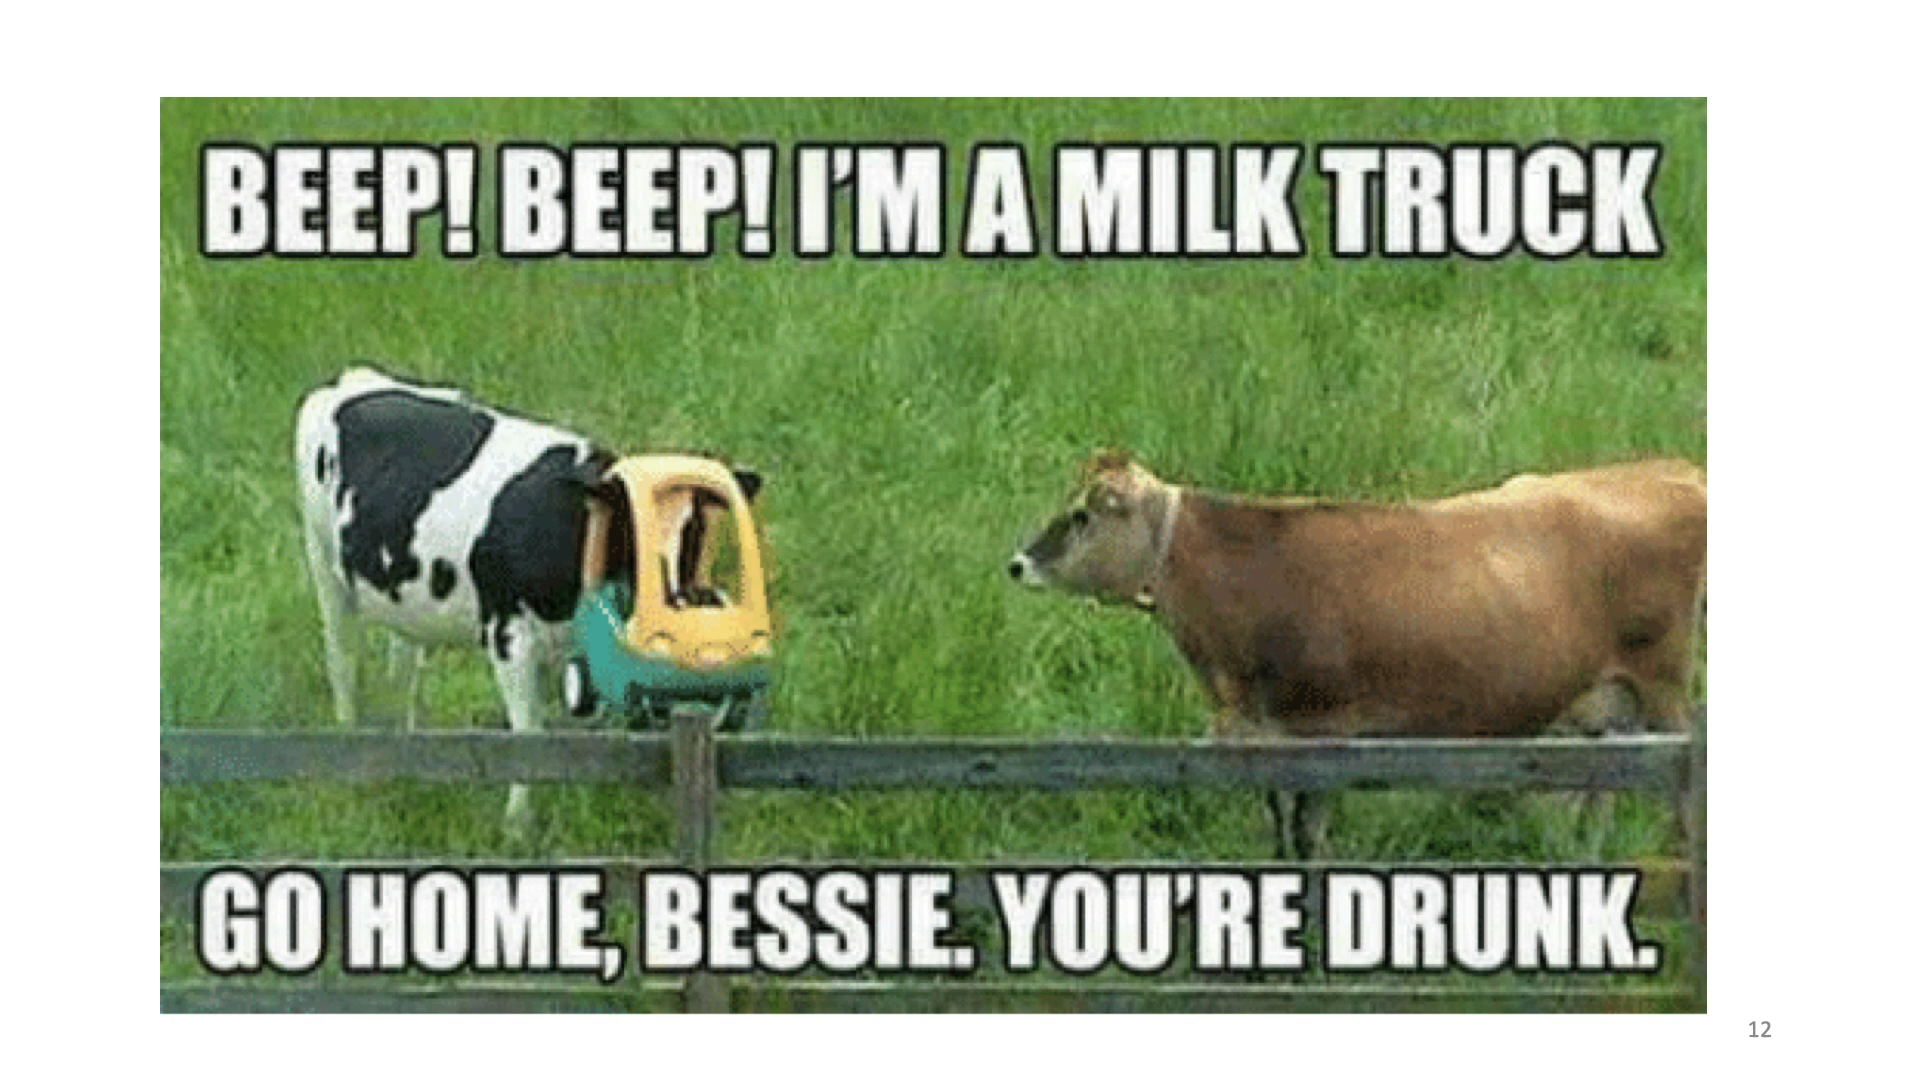 BEEP! BEEP! I'M A MILK TRUCK
GO HOME, BESSIE. YOU'RE DRUNK.
12